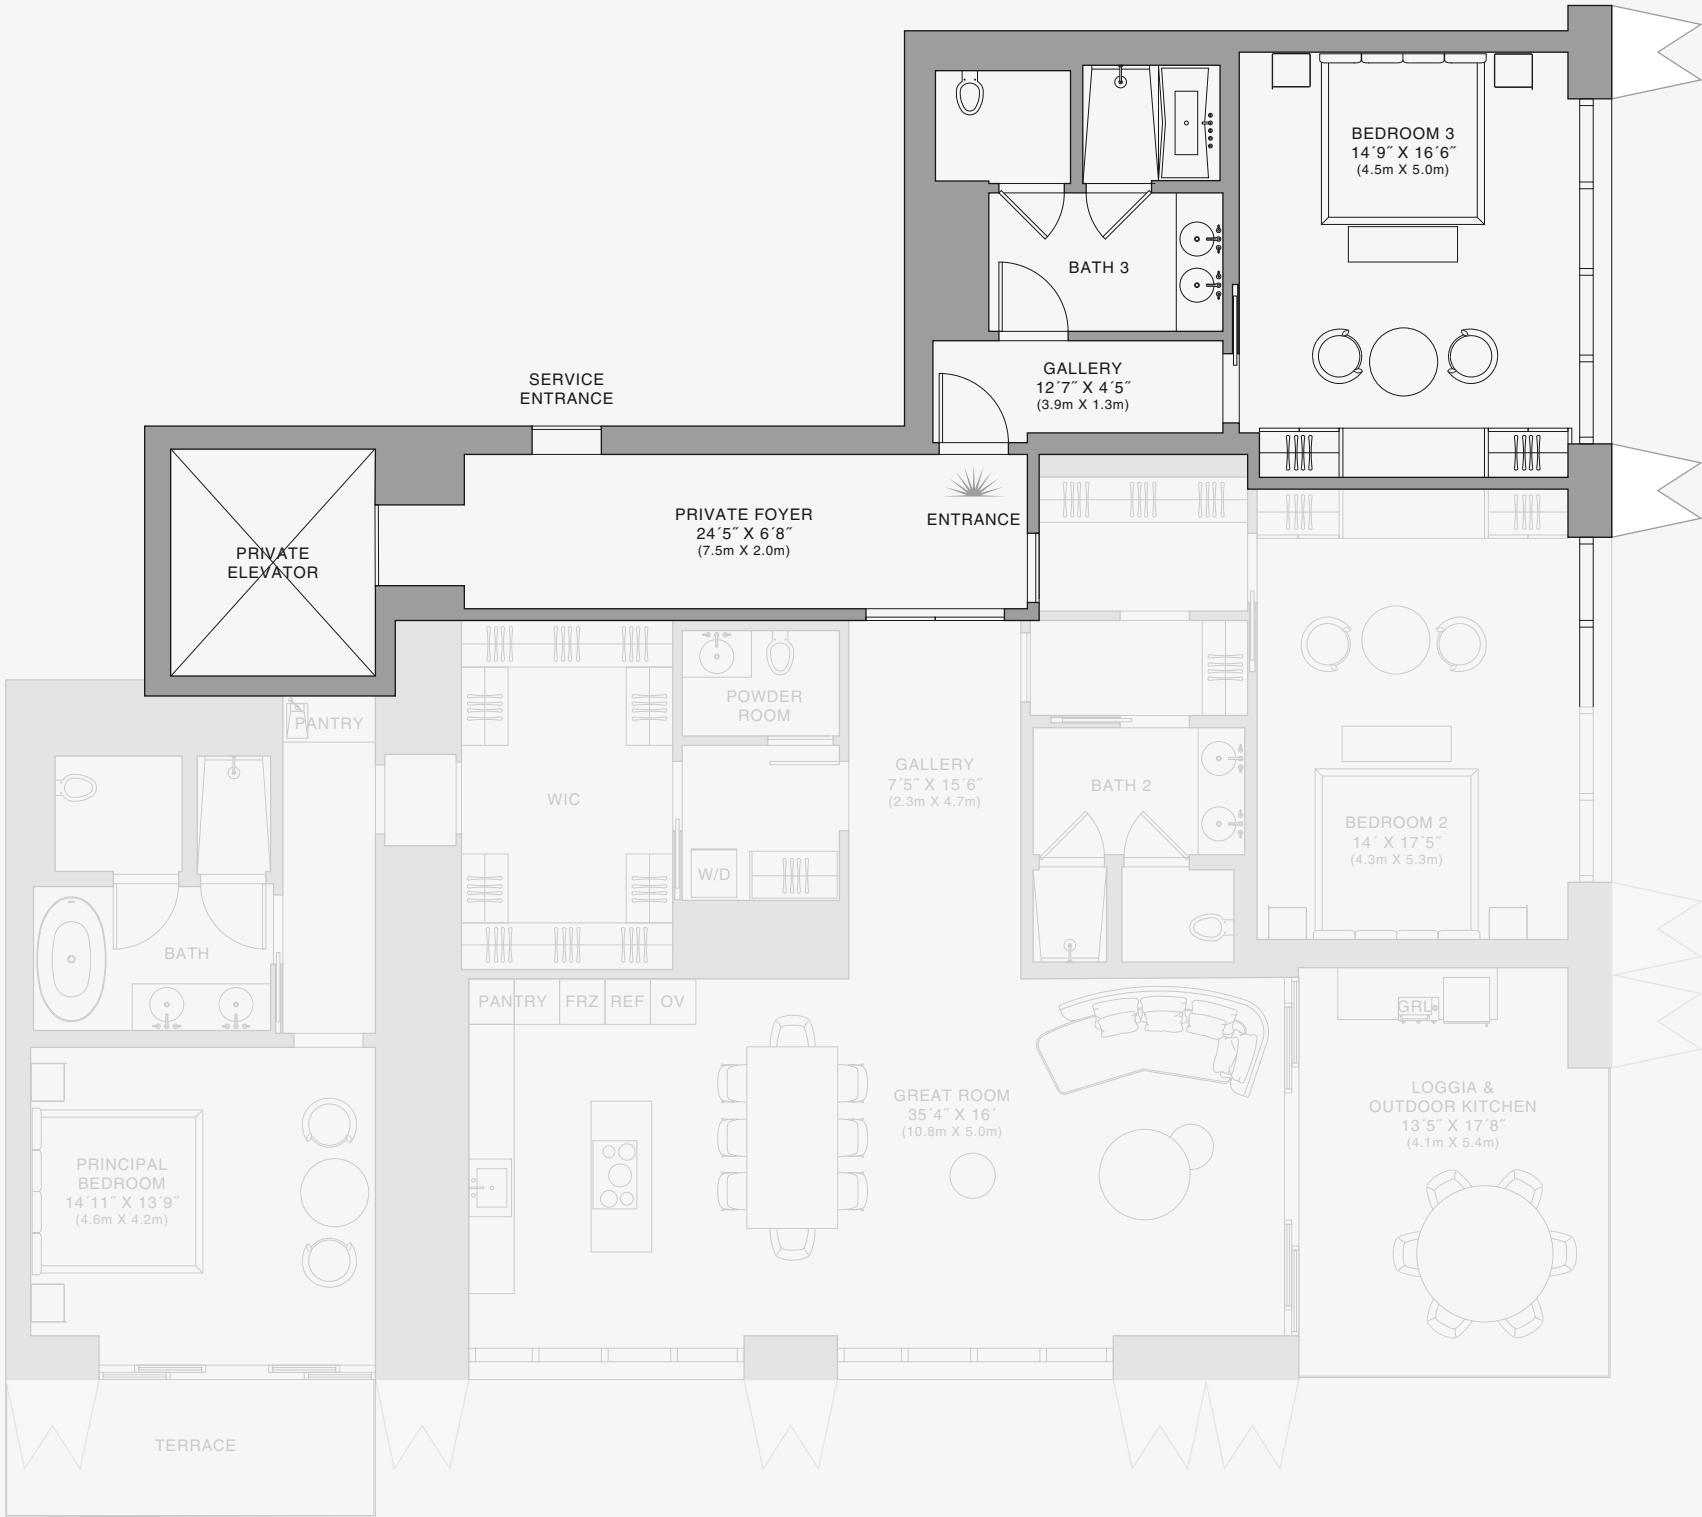 BEDROOM 3
14´9˝ X 16´6˝
(4.5m X 5.0m)
BATH 3
GALLERY
12´7˝ X 4´5˝
(3.9m X 1.3m)
SERVICE
ENTRANCE
PRIVATE FOYER
24´5˝ X 6´8˝
(7.5m X 2.0m)
ENTRANCE
PRIVATE
ELEVATOR
PANTRY
POWDER
ROOM
WIC
GALLERY
7´5˝ X 15´6˝
(2.3m X 4.7m)
BATH 2
BEDROOM 2
14´ X 17´5˝
(4.3m X 5.3m)
W/D
BATH
PANTRY
FRZ
REF
OV
GRL
GREAT ROOM
35´4˝ X 16´
(10.8m X 5.0m)
LOGGIA &
OUTDOOR KITCHEN
13´5˝ X 17´8˝
(4.1m X 5.4m)
PRINCIPAL
BEDROOM
14´11˝ X 13´9˝
(4.6m X 4.2m)
TERRACE